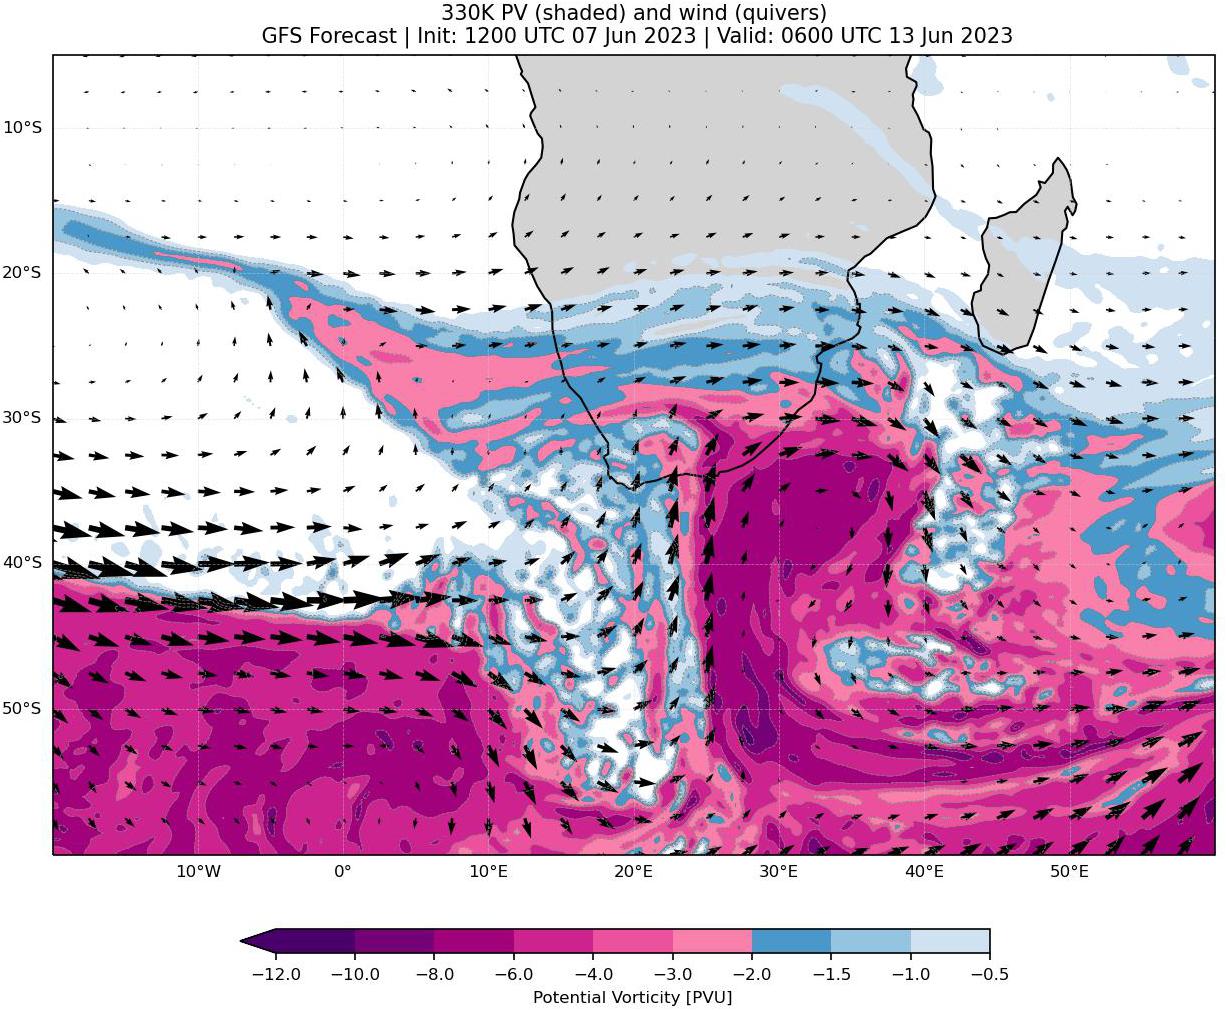 330K PV (shaded) and wind (quivers)
GFS Forecast | Init: 1200 UTC 07 Jun 2023 | Valid: 0600 UTC 13 Jun 2023
10°S
20°S
30°S
40°S
50°S
10°W 0° 10°E 20°E 30°E 40°E 50°E
−12.0 −10.0 −8.0 −6.0 −4.0 −3.0 −2.0 −1.5 −1.0 −0.5
Potential Vorticity [PVU]